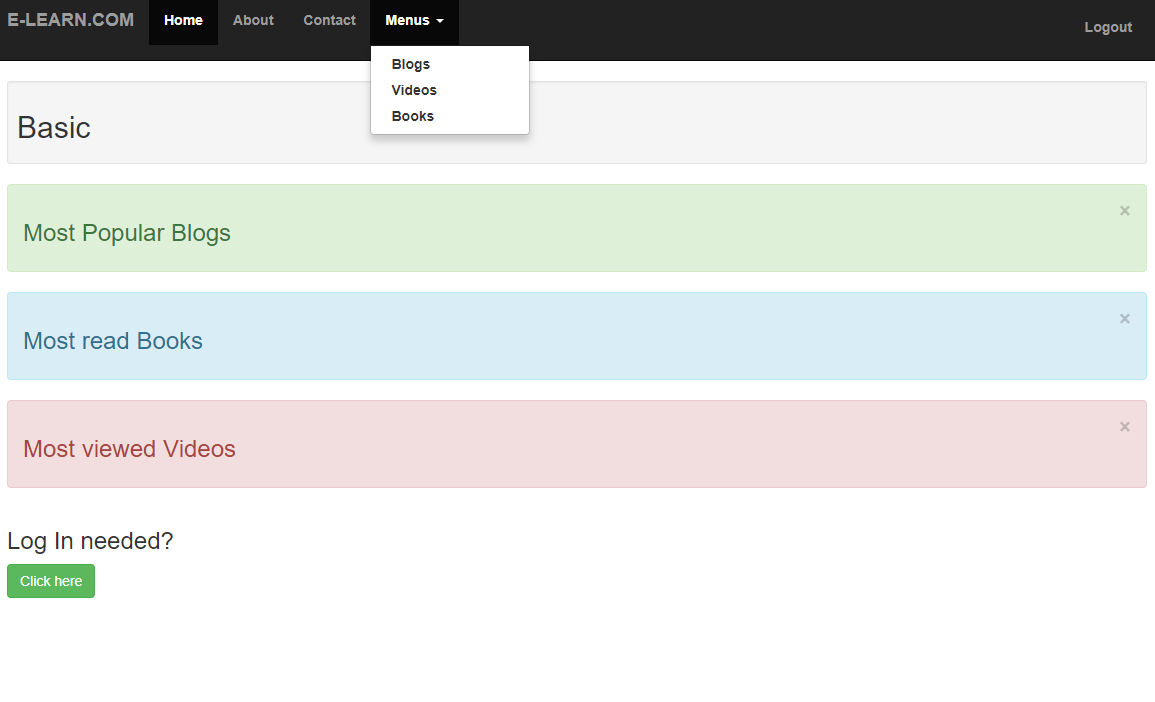 E-LEARN.COM Home About Contact Menus Logout
Blogs
Videos
Books
Basic
Most Popular Blogs ×
Most read Books ×
Most viewed Videos ×
Log In needed?
Click here